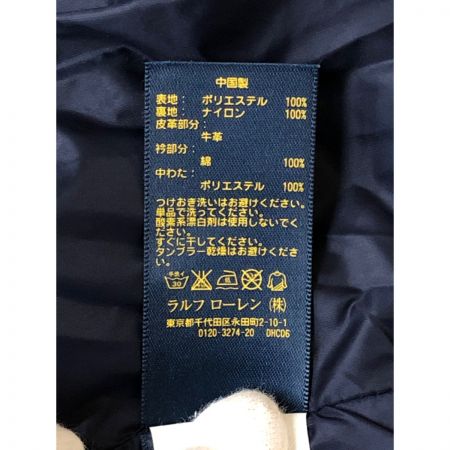 中国製
表地： ポリエステル 100%
裏地： ナイロン 100%
皮革部分：
牛革
衿部分：
綿 100%
中わた：
ポリエステル 100%
つけおき洗いはお避けください。
単品で洗ってください。
酸素系漂白剤は使用しないでください。
すぐに干してください。
タンブラー乾燥はお避けください。
手洗イ
30
ラルフ ローレン（株）
東京都千代田区永田町2-10-1
0120-3274-20 DHC06